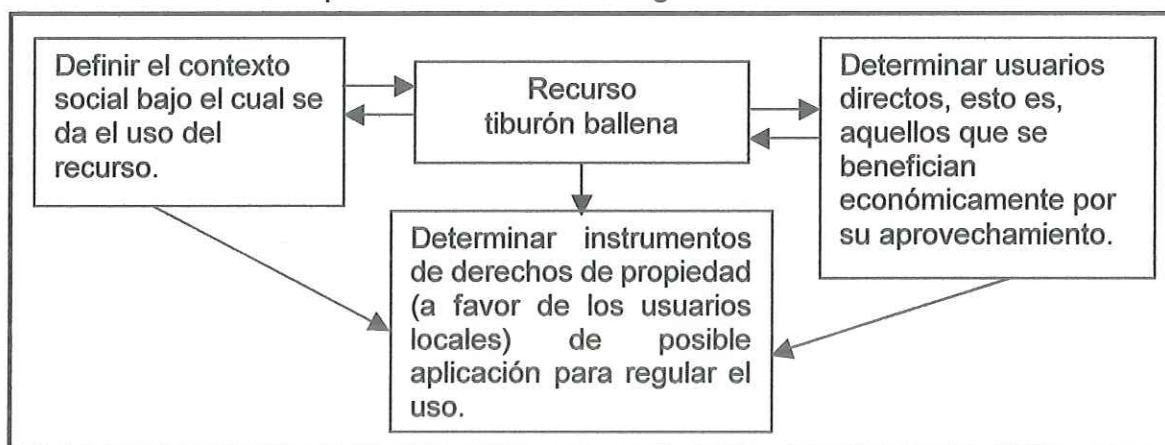 Definir el contexto
social bajo el cual se
da el uso del
recurso.
Recurso
tiburón ballena
Determinar usuarios
directos, esto es,
aquellos que se
benefician
económicamente por
su aprovechamiento.
Determinar instrumentos
de derechos de propiedad
(a favor de los usuarios
locales) de posible
aplicación para regular el
uso.